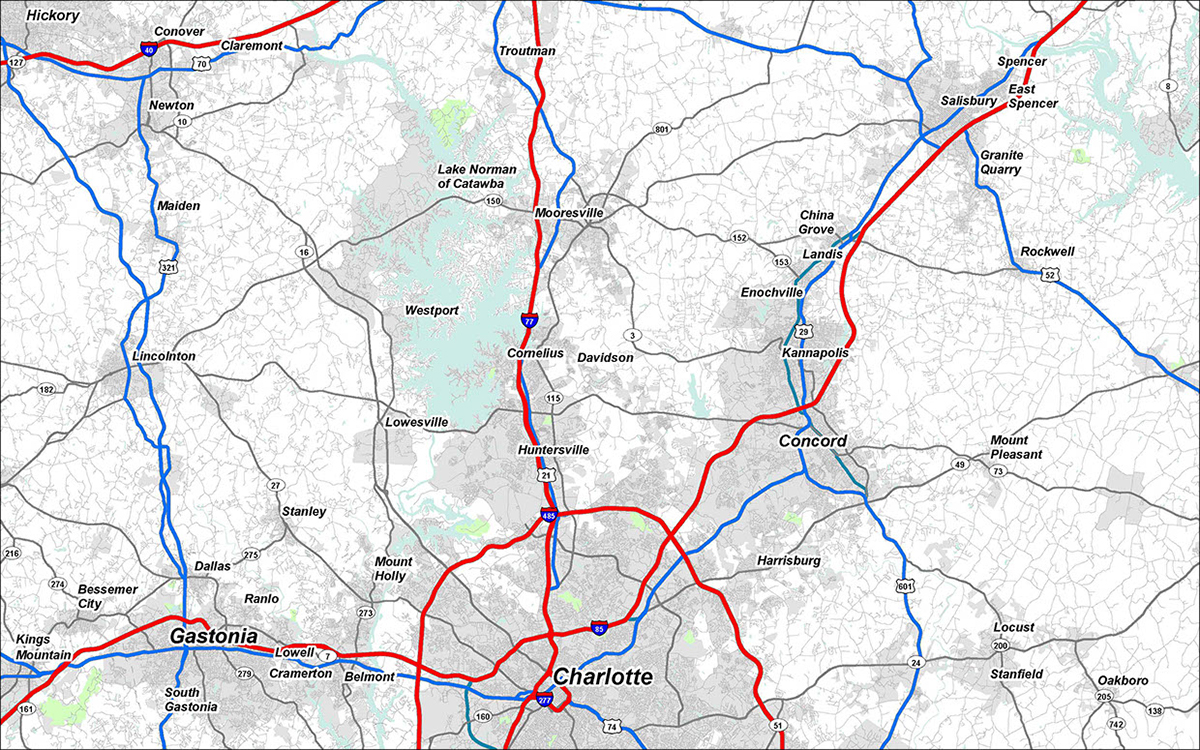 Hickory
Conover
40
Claremont
127
70
Troutman
Spencer
East
Spencer
Salisbury
8
Newton
10
801
Granite
Quarry
Lake Norman
of Catawba
150
Maiden
Mooresville
China
Grove
152
153
Landis
Rockwell
16
321
52
Enochville
Westport
77
29
3
Lincolnton
Cornelius
Davidson
Kannapolis
182
115
Lowesville
Concord
Huntersville
Mount
Pleasant
49
73
21
27
Stanley
485
216
275
Dallas
Mount
Holly
Harrisburg
274
Bessemer
City
Ranlo
601
273
Kings
Mountain
Gastonia
85
Locust
200
Lowell
7
24
Cramerton
279
Belmont
Charlotte
Stanfield
Oakboro
South
Gastonia
277
161
160
74
51
205
138
742